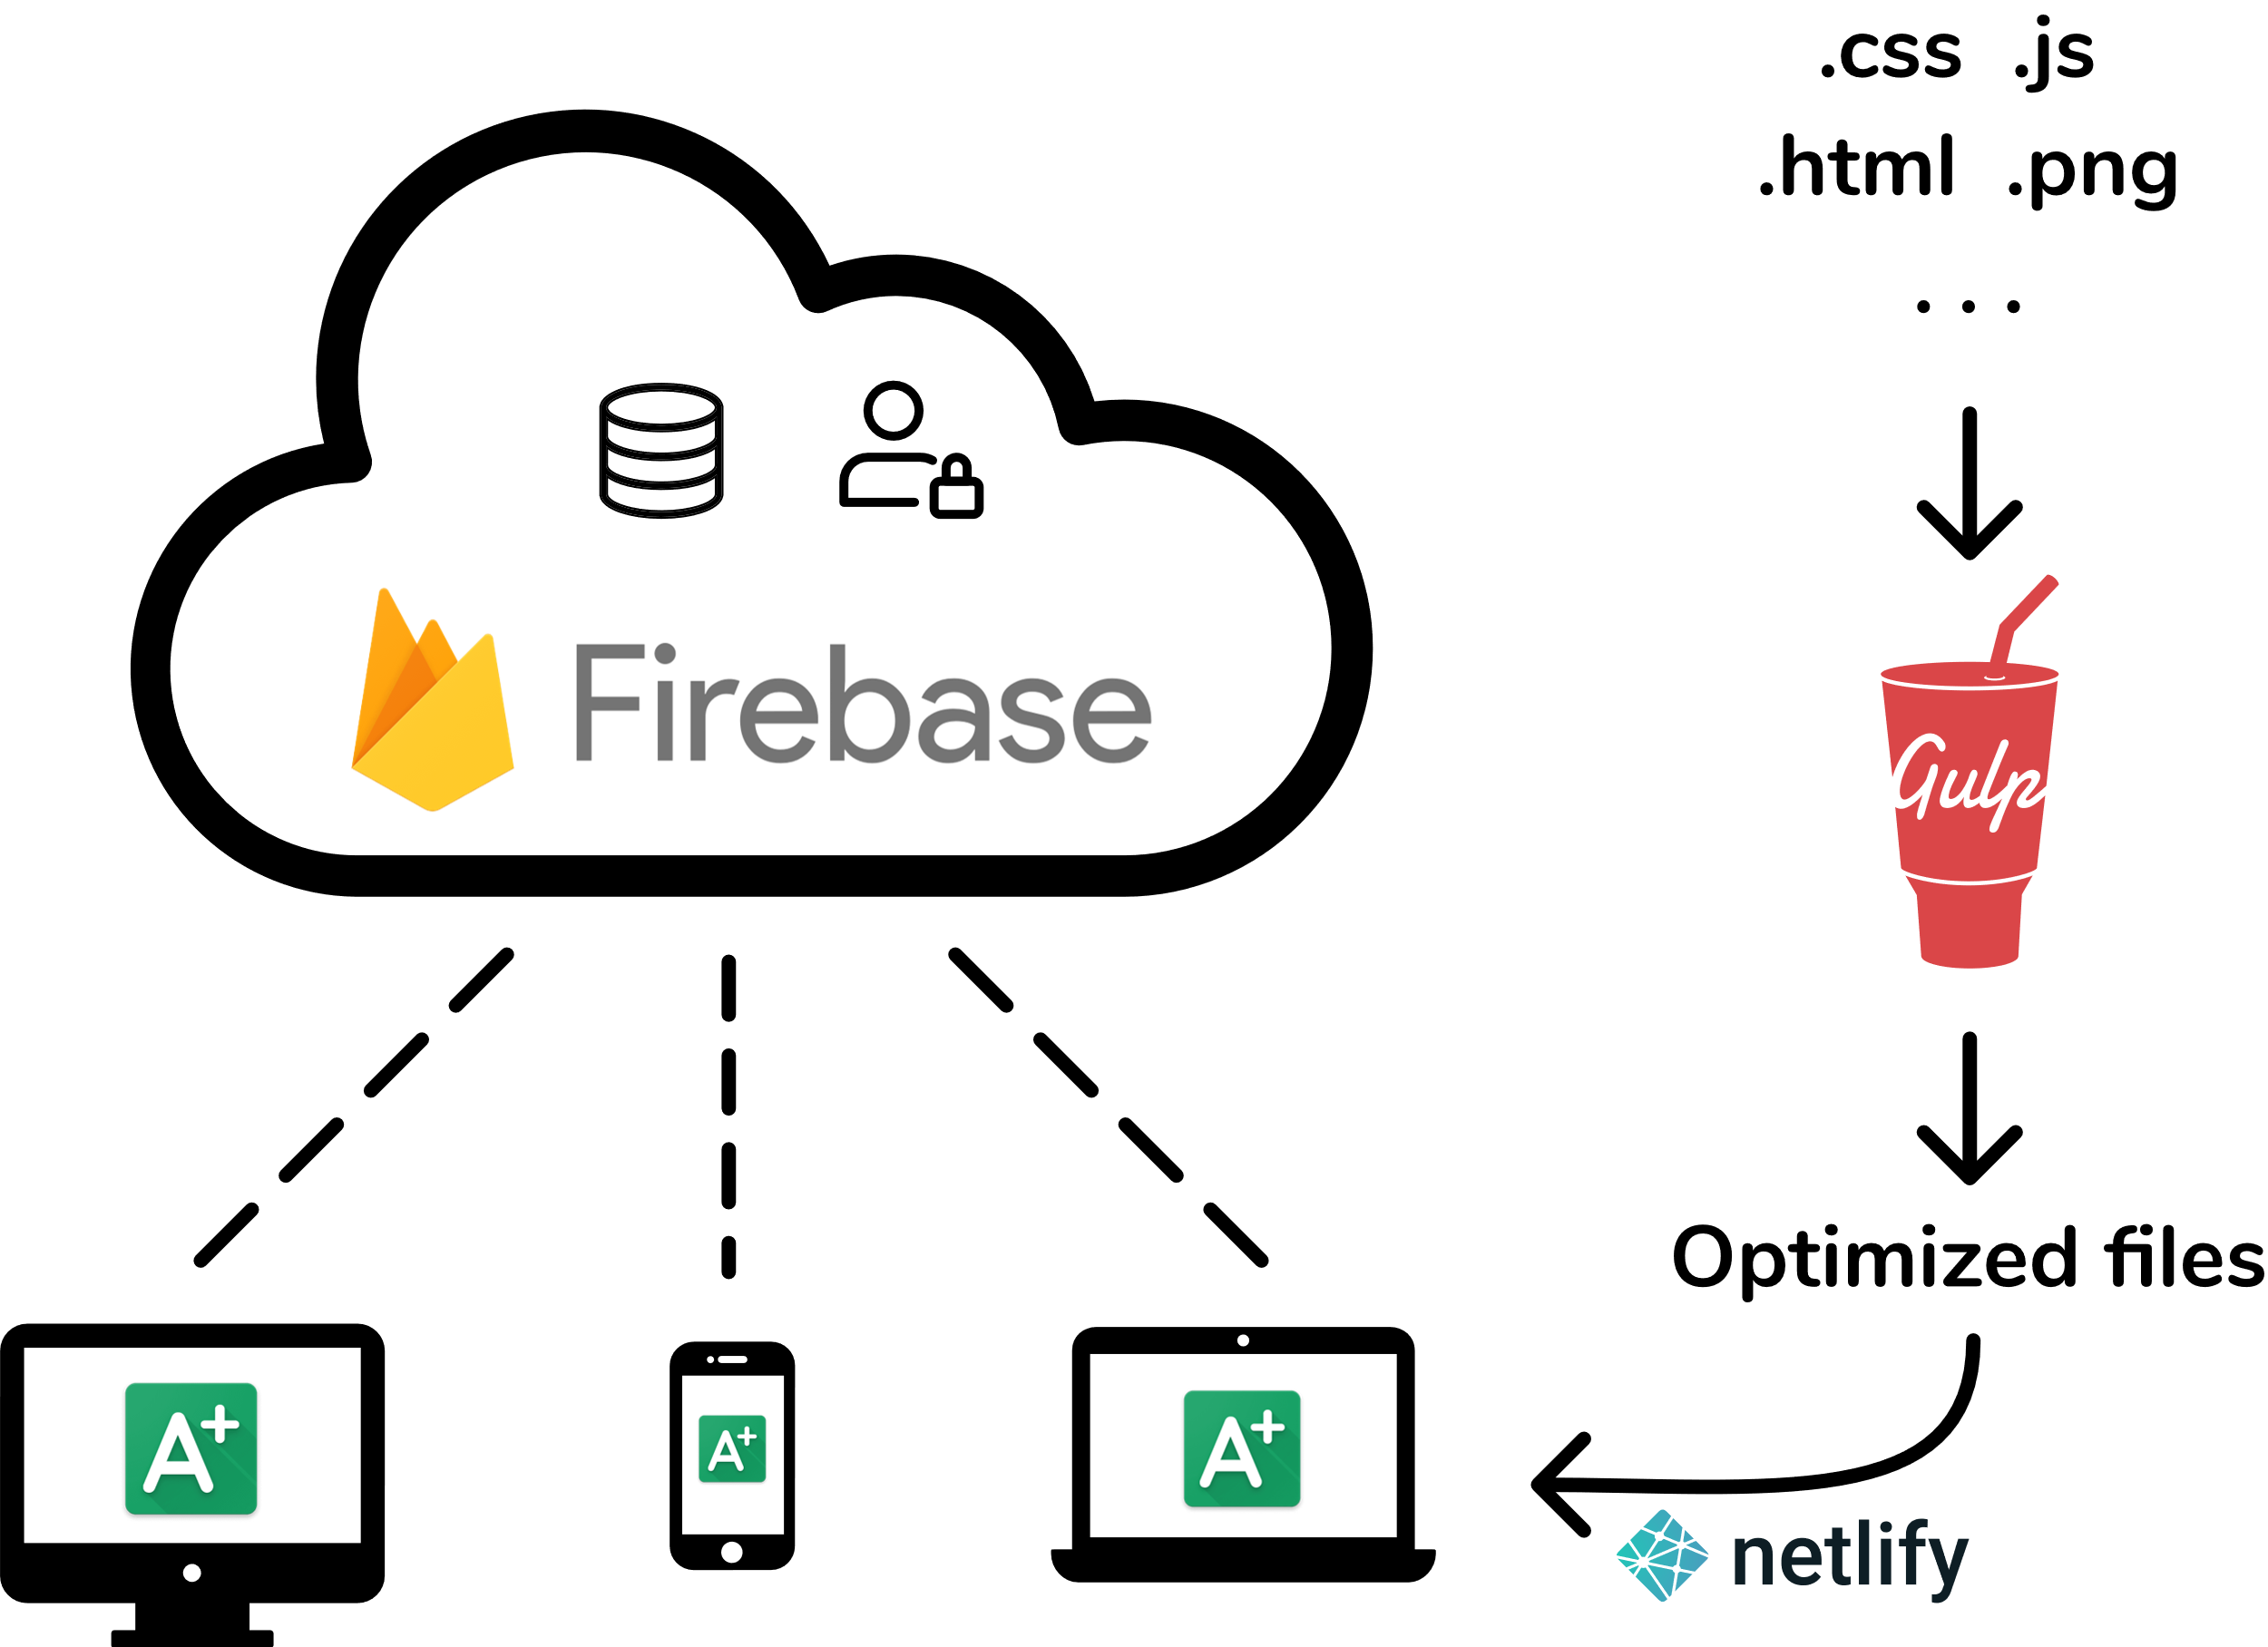 .css .js
.html .png
...
Firebase
Gulp
Optimized files
A+
A+
A+
netlify